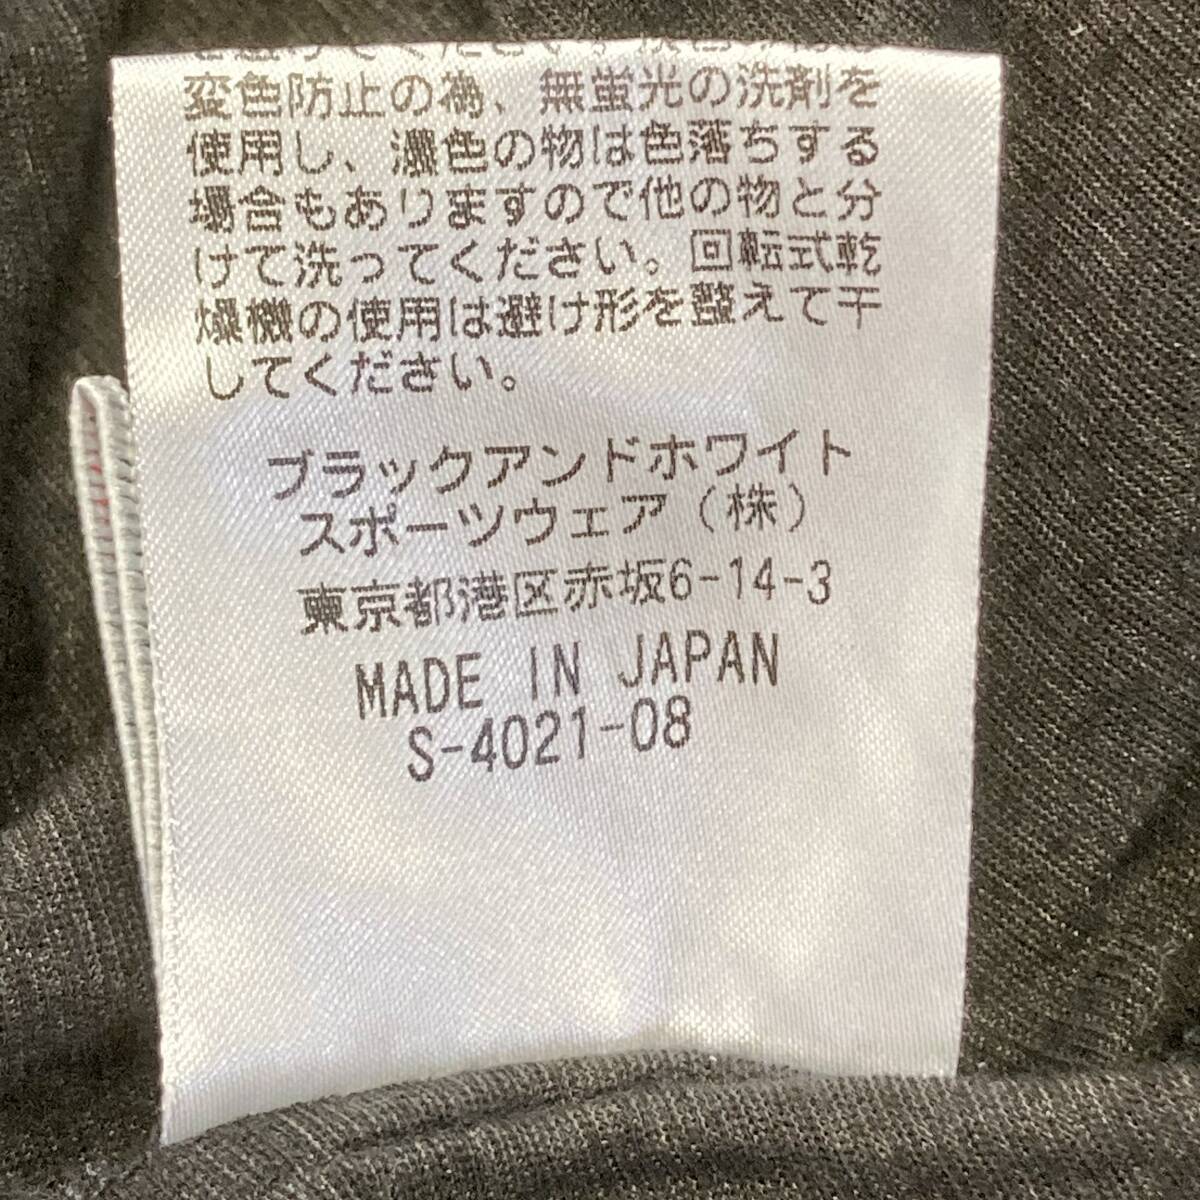 変色防止の為、無蛍光の洗剤を
使用し、濃色の物は色落ちする
場合もありますので他の物と分
けて洗ってください。回転式乾
燥機の使用は避け形を整えて干
してください。
ブラックアンドホワイト
スポーツウェア（株）
東京都港区赤坂6-14-3
MADE IN JAPAN
S-4021-08